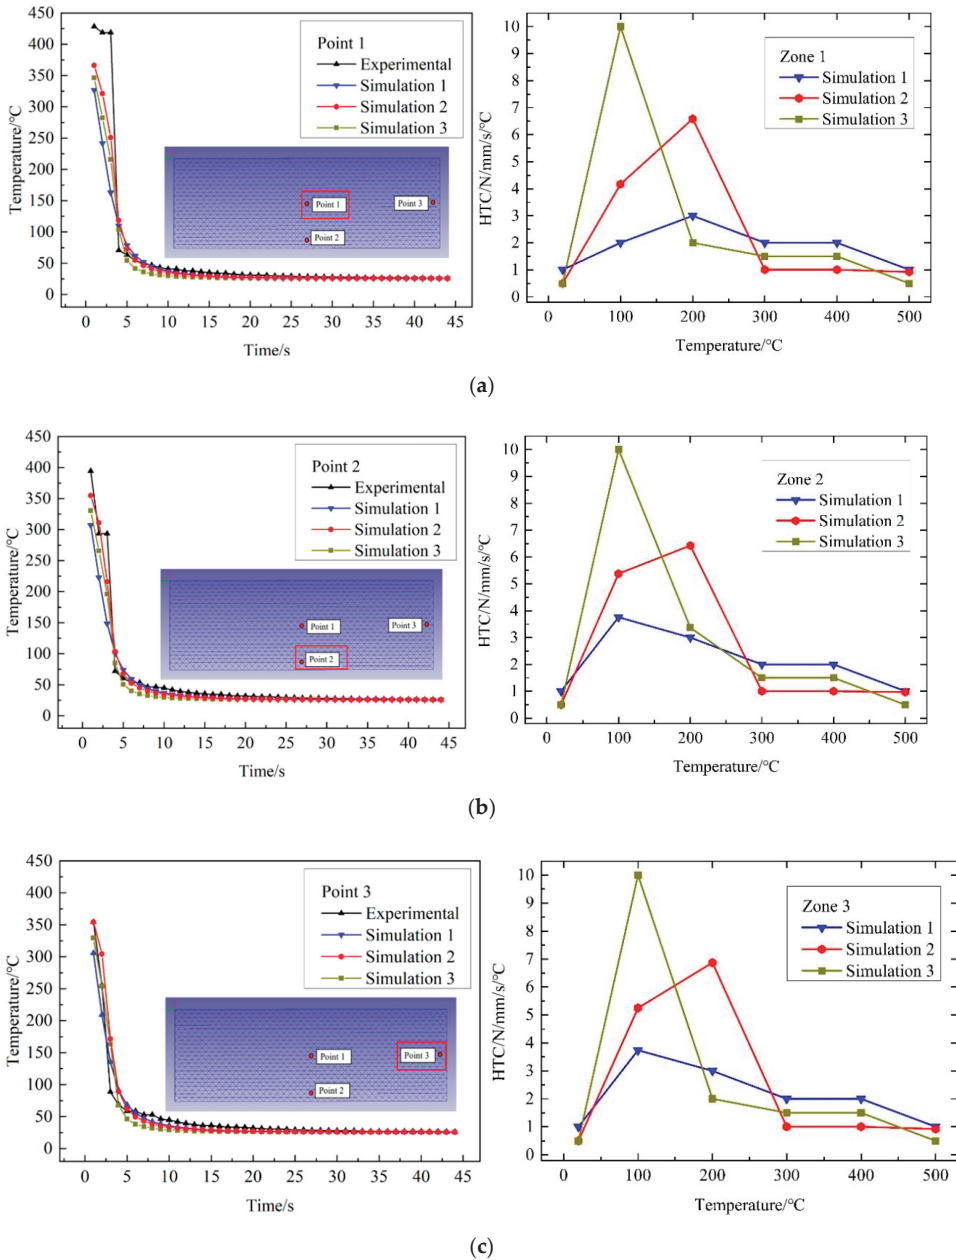 450
400
350
300
250
200
150
100
50
0
Temperature/°C
0 5 10 15 20 25 30 35 40 45
Time/s
Point 1
Experimental
Simulation 1
Simulation 2
Simulation 3
Point 1
Point 3
Point 2
10
9
8
7
6
5
4
3
2
1
0
HTC/N/mm/s/°C
0 100 200 300 400 500
Temperature/°C
Zone 1
Simulation 1
Simulation 2
Simulation 3
(a)
450
400
350
300
250
200
150
100
50
0
Temperature/°C
0 5 10 15 20 25 30 35 40 45
Time/s
Point 2
Experimental
Simulation 1
Simulation 2
Simulation 3
Point 1
Point 3
Point 2
10
9
8
7
6
5
4
3
2
1
0
HTC/N/mm/s/°C
0 100 200 300 400 500
Temperature/°C
Zone 2
Simulation 1
Simulation 2
Simulation 3
(b)
450
400
350
300
250
200
150
100
50
0
Temperature/°C
0 5 10 15 20 25 30 35 40 45
Time/s
Point 3
Experimental
Simulation 1
Simulation 2
Simulation 3
Point 1
Point 3
Point 2
10
9
8
7
6
5
4
3
2
1
0
HTC/N/mm/s/°C
0 100 200 300 400 500
Temperature/°C
Zone 3
Simulation 1
Simulation 2
Simulation 3
(c)